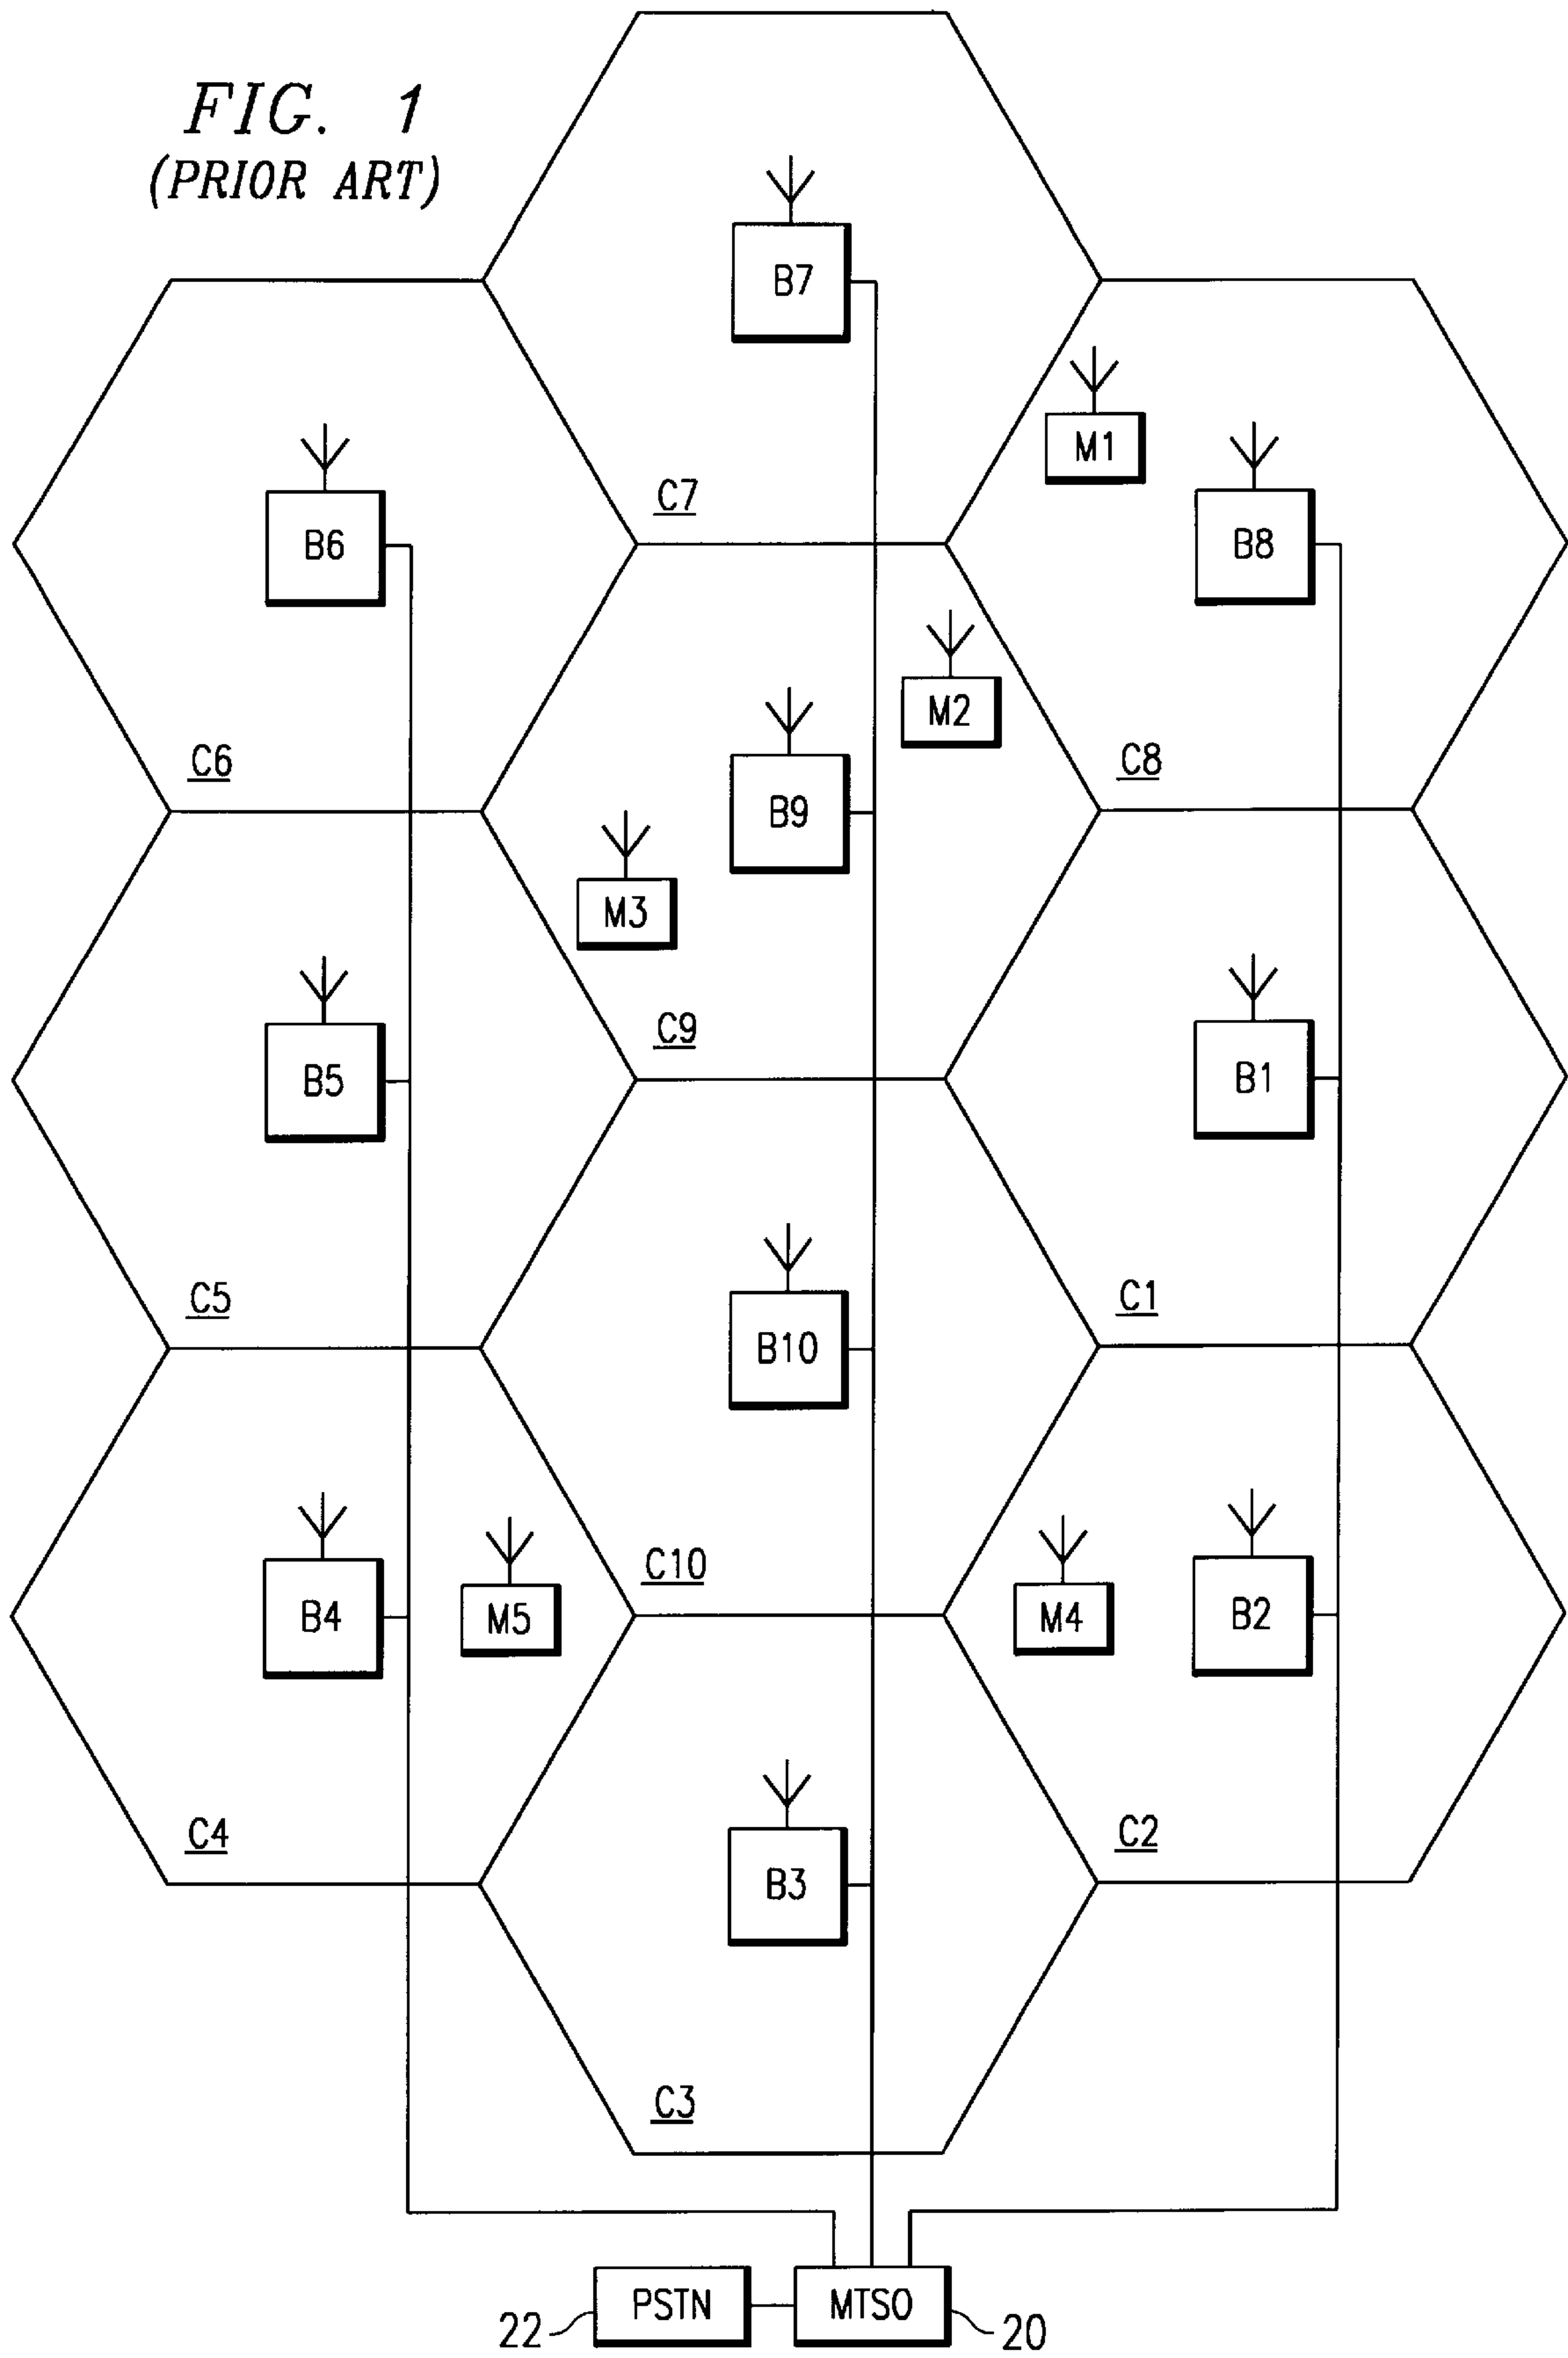 FIG. 1
(PRIOR ART)
B7
M1
C7
B6
B8
M2
C6
C8
B9
M3
C9
B5
B1
C5
C1
B10
C10
B4
M5
M4
B2
C4
C2
B3
C3
PSTN
MTSO
22
20